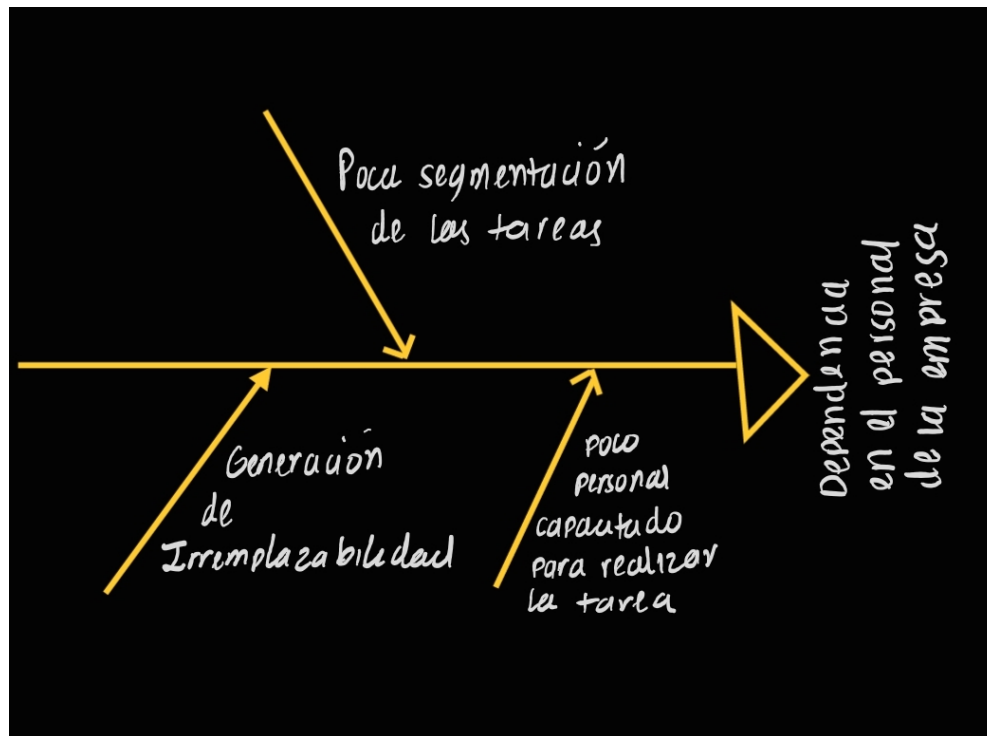 Poca segmentación
de las tareas
Generación
de
Irremplazabilidad
poco
personal
capacitado
para realizar
la tarea
Dependencia
en el personal
de la empresa